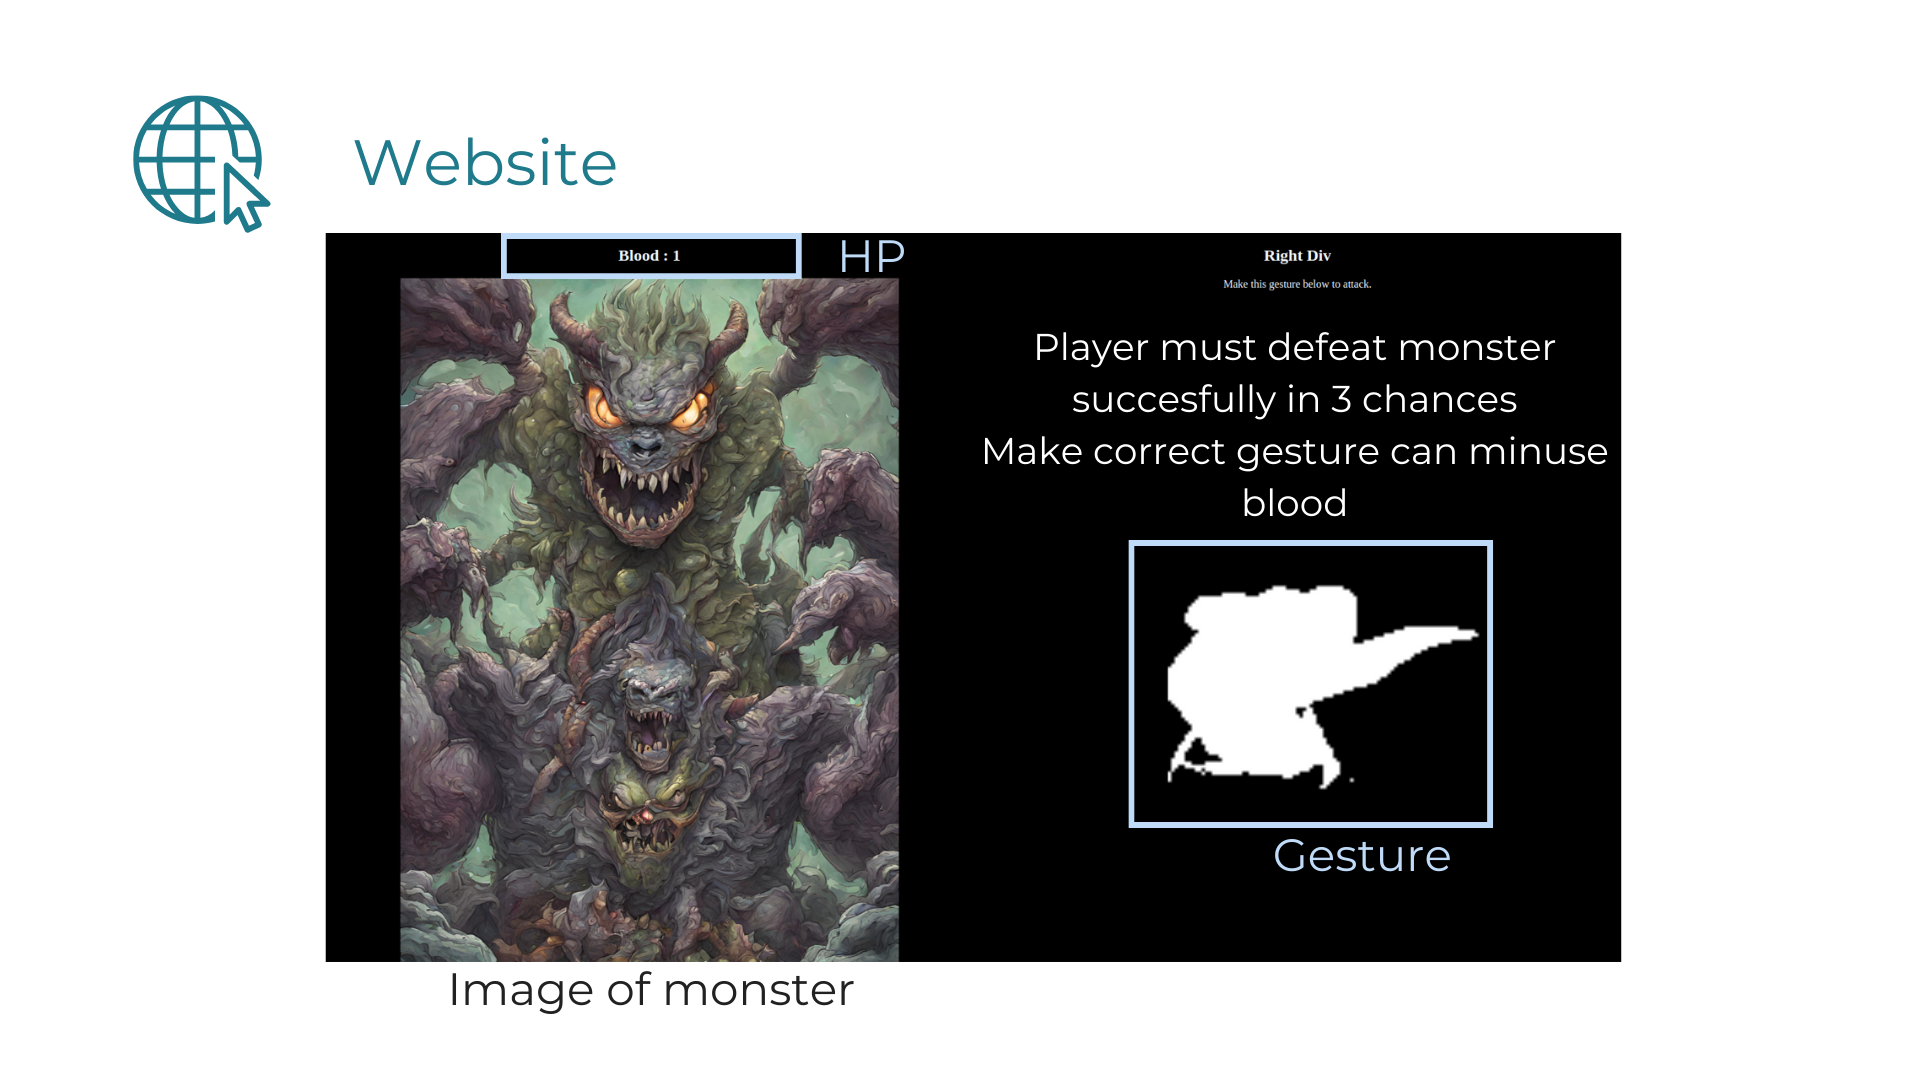 Website
Blood : 1
HP
Right Div
Make this gesture below to attack.
Player must defeat monster
succesfully in 3 chances
Make correct gesture can minuse
blood
Gesture
Image of monster